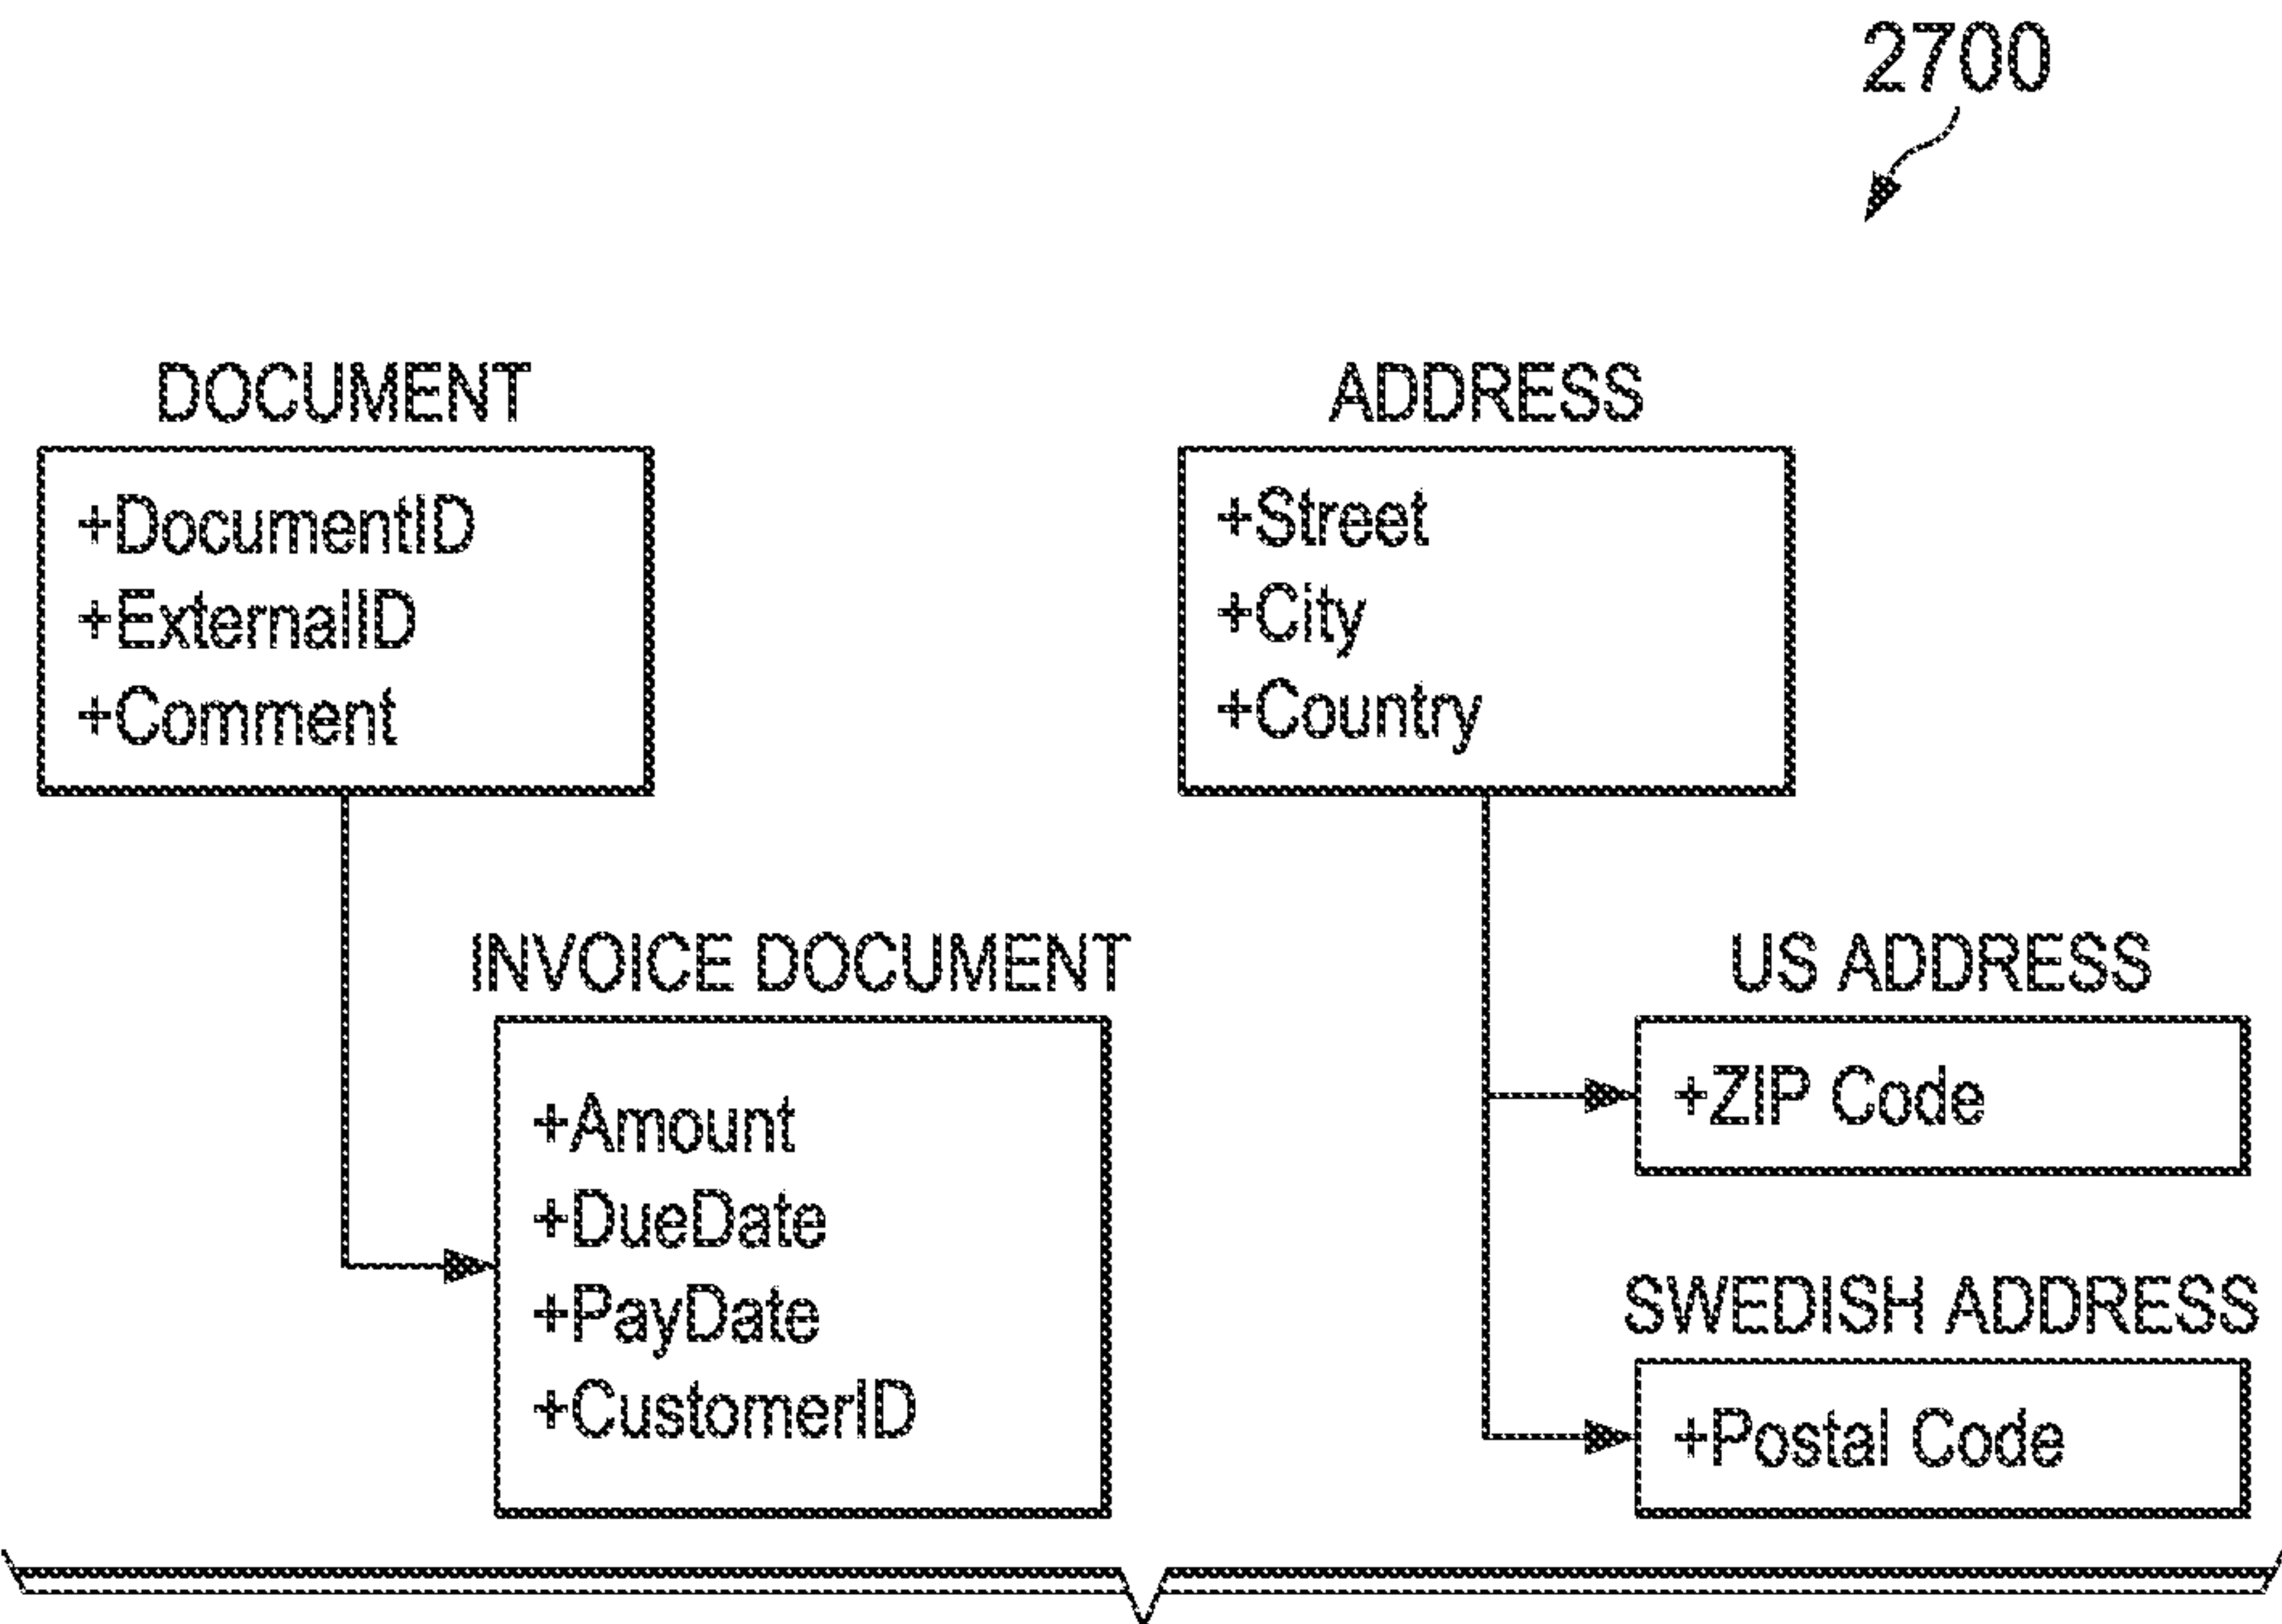 2700
DOCUMENT
+DocumentID
+ExternalID
+Comment
ADDRESS
+Street
+City
+Country
INVOICE DOCUMENT
+Amount
+DueDate
+PayDate
+CustomerID
US ADDRESS
+ZIP Code
SWEDISH ADDRESS
+Postal Code